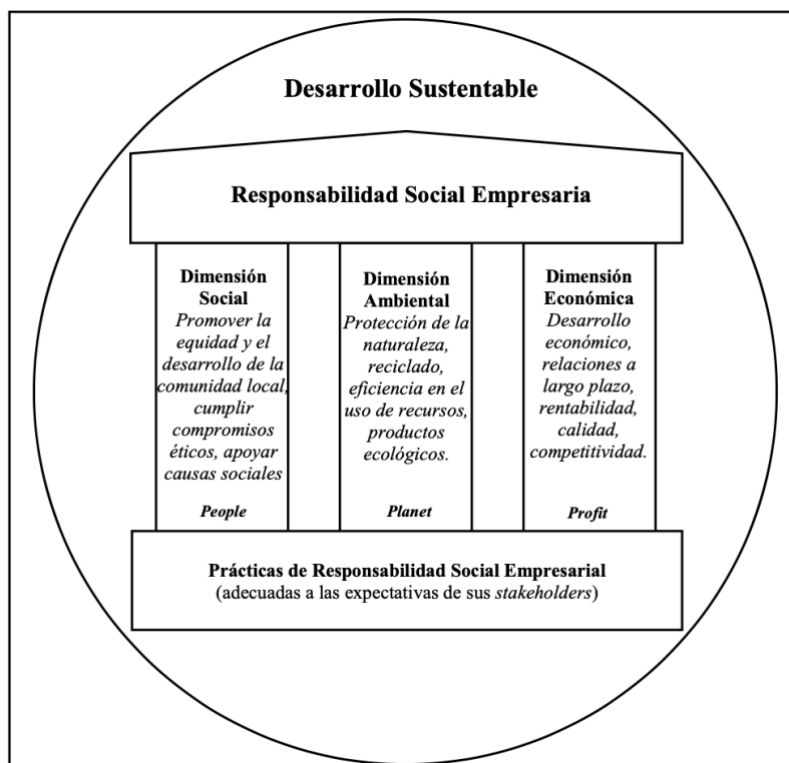 Desarrollo Sustentable
Responsabilidad Social Empresaria
Dimensión
Social
Promover la
equidad y el
desarrollo de la
comunidad local,
cumplir
compromisos
éticos, apoyar
causas sociales
People
Dimensión
Ambiental
Protección de la
naturaleza,
reciclado,
eficiencia en el
uso de recursos,
productos
ecológicos.
Planet
Dimensión
Económica
Desarrollo
económico,
relaciones a
largo plazo,
rentabilidad,
calidad,
competitividad.
Profit
Prácticas de Responsabilidad Social Empresarial
(adecuadas a las expectativas de sus stakeholders)